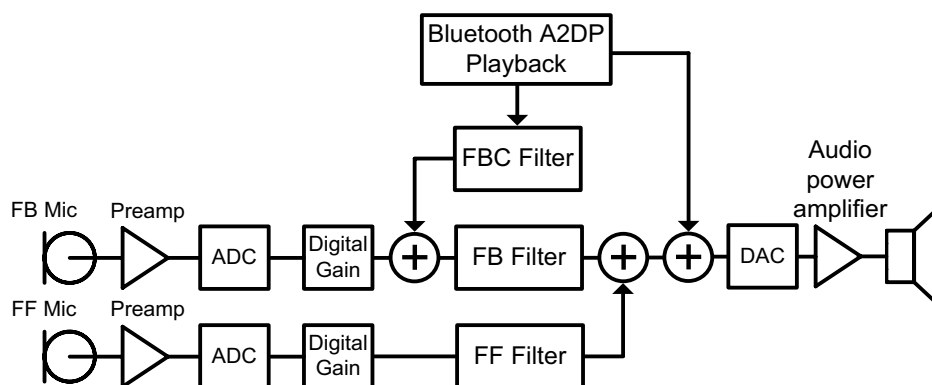 Bluetooth A2DP
Playback
FBC Filter
Audio
power
amplifier
FB Mic
Preamp
ADC
Digital
Gain
+
FB Filter
+
+
DAC
FF Mic
Preamp
ADC
Digital
Gain
FF Filter